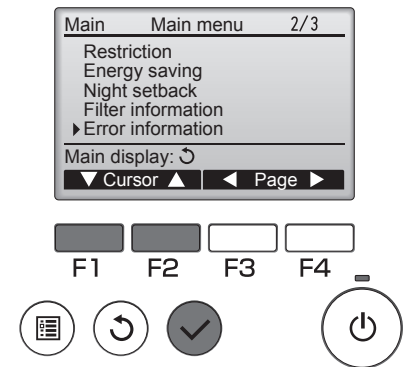 Main Main menu 2/3
Restriction
Energy saving
Night setback
Filter information
Error information
Main display:
Cursor Page
F1 F2 F3 F4